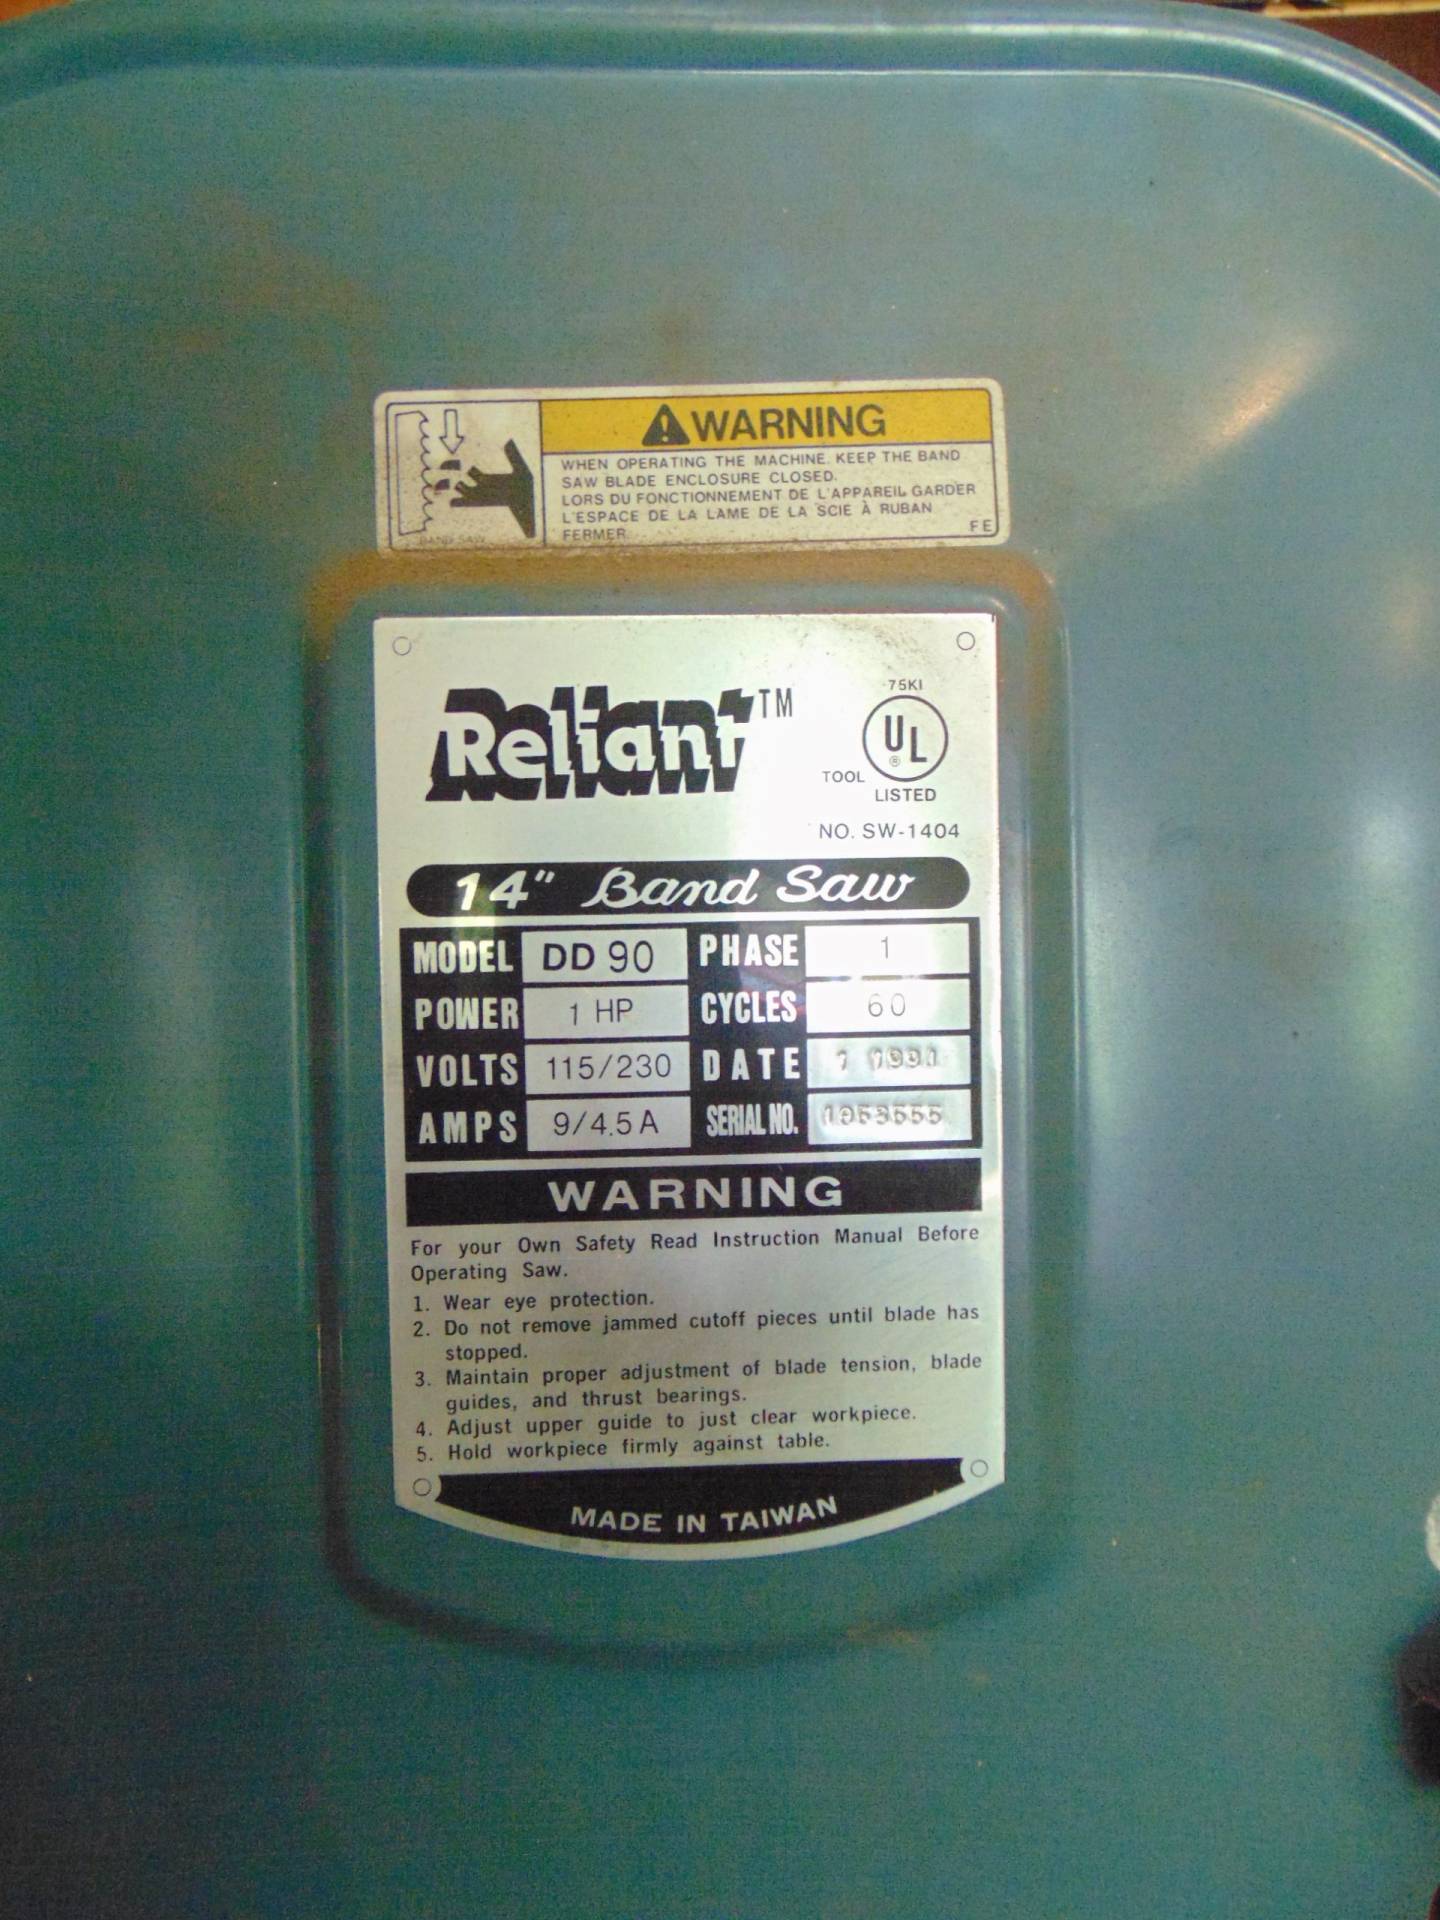 WARNING
WHEN OPERATING THE MACHINE. KEEP THE BAND
SAW BLADE ENCLOSURE CLOSED.
LORS DU FONCTIONNEMENT DE L'APPAREIL GARDER
L'ESPACE DE LA LAME DE LA SCIE À RUBAN
FERMER
FE
BAND SAW
Reliant™
75KI
UL
®
TOOL
LISTED
NO. SW-1404
14" Band Saw
MODEL DD 90 PHASE 1
POWER 1 HP CYCLES 60
VOLTS 115/230 DATE 1 1991
AMPS 9/4.5 A SERIAL NO.
WARNING
For your Own Safety Read Instruction Manual Before
Operating Saw.
1. Wear eye protection.
2. Do not remove jammed cutoff pieces until blade has
stopped.
3. Maintain proper adjustment of blade tension, blade
guides, and thrust bearings.
4. Adjust upper guide to just clear workpiece.
5. Hold workpiece firmly against table.
MADE IN TAIWAN